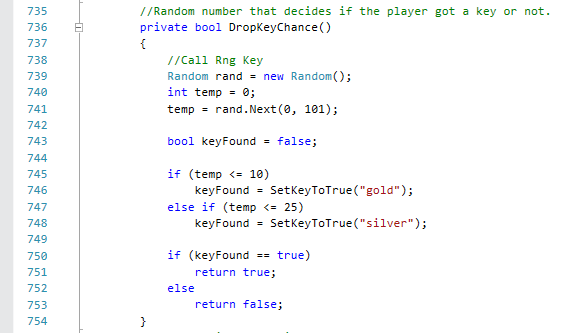 735 //Random number that decides if the player got a key or not.
736 private bool DropKeyChance()
737 {
738 //Call Rng Key
739 Random rand = new Random();
740 int temp = 0;
741 temp = rand.Next(0, 101);
742
743 bool keyFound = false;
744
745 if (temp <= 10)
746 keyFound = SetKeyToTrue("gold");
747 else if (temp <= 25)
748 keyFound = SetKeyToTrue("silver");
749
750 if (keyFound == true)
751 return true;
752 else
753 return false;
754 }